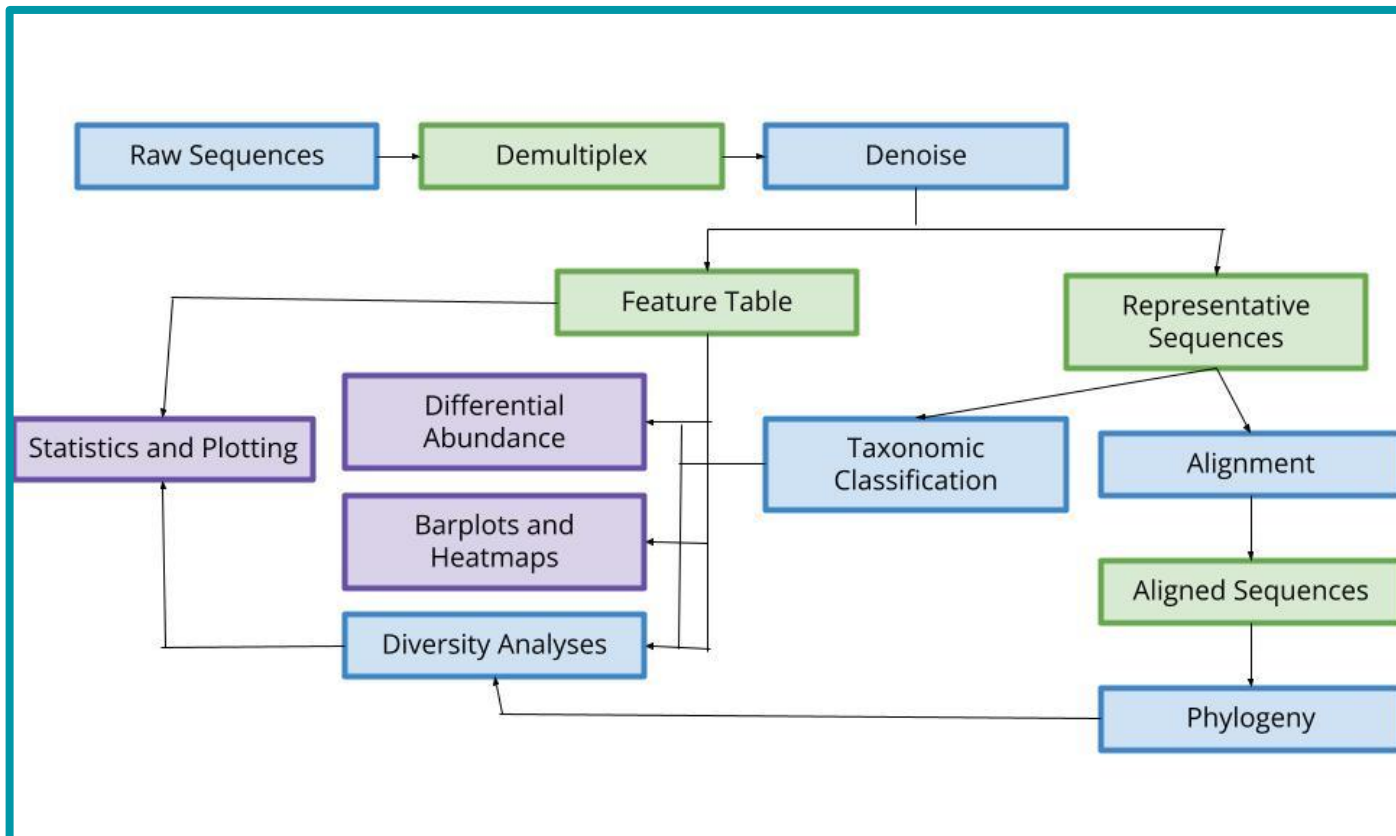 Raw Sequences
Demultiplex
Denoise
Feature Table
Representative
Sequences
Differential
Abundance
Statistics and Plotting
Taxonomic
Classification
Alignment
Barplots and
Heatmaps
Aligned Sequences
Diversity Analyses
Phylogeny